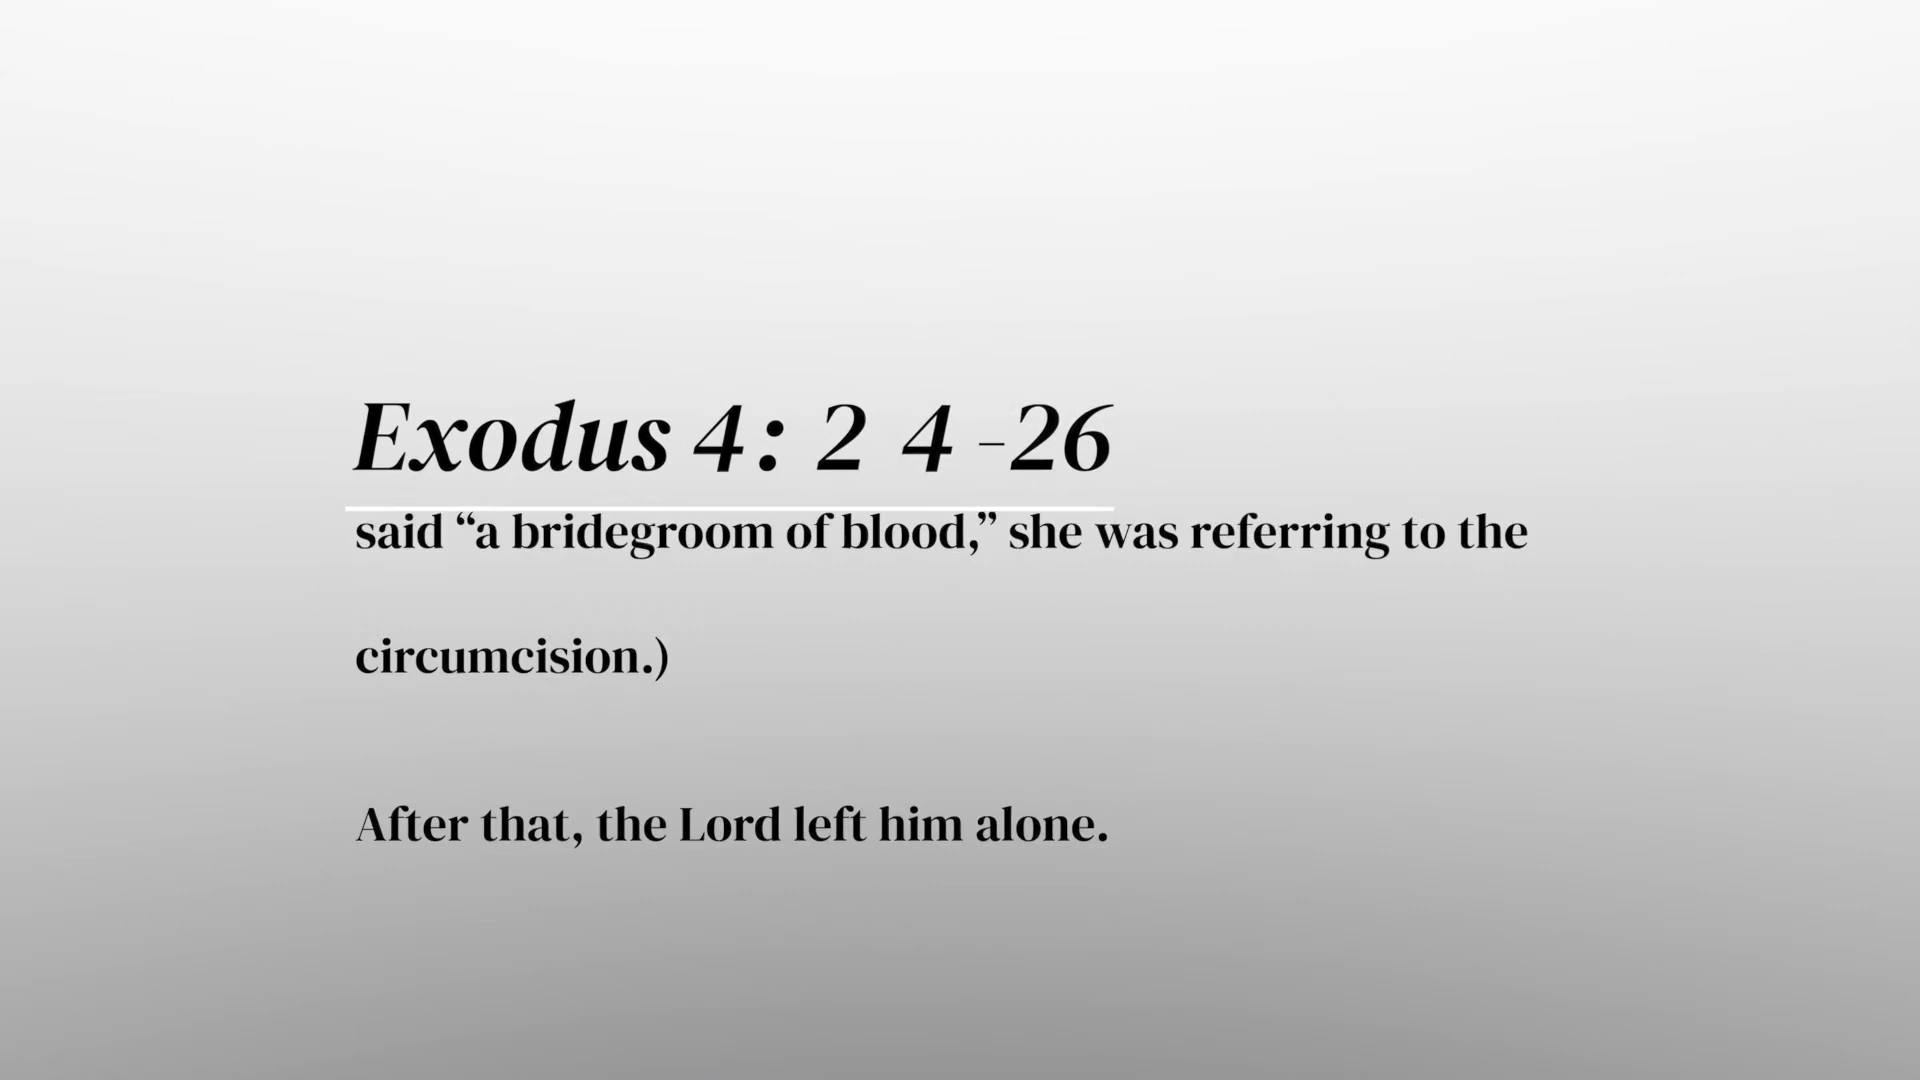 Exodus 4: 2 4 -26
said “a bridegroom of blood,” she was referring to the
circumcision.)
After that, the Lord left him alone.